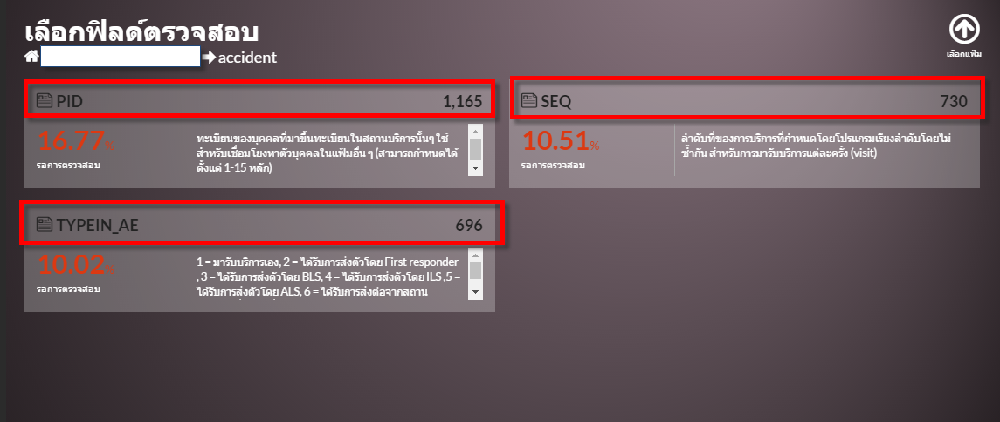 เลือกฟิลด์ตรวจสอบ
accident
เลือกแฟ้ม
PID 1,165
16.77%
รอการตรวจสอบ
ทะเบียนของบุคคลที่มาขึ้นทะเบียนในสถานบริการนั้นๆ ใช้
สำหรับเชื่อมโยงหาตัวบุคคลในแฟ้มอื่น ๆ (สามารถกำหนดได้
ตั้งแต่ 1-15 หลัก)
SEQ 730
10.51%
รอการตรวจสอบ
ลำดับที่ของการบริการที่กำหนดโดยโปรแกรมเรียงลำดับโดยไม่
ซ้ำกัน สำหรับการมารับบริการแต่ละครั้ง (visit)
TYPEIN_AE 696
10.02%
รอการตรวจสอบ
1 = มารับบริการเอง, 2 = ได้รับการส่งตัวโดย First responder
, 3 = ได้รับการส่งตัวโดย BLS, 4 = ได้รับการส่งตัวโดย ILS ,5 =
ได้รับการส่งตัวโดย ALS, 6 = ได้รับการส่งต่อจากสถาน